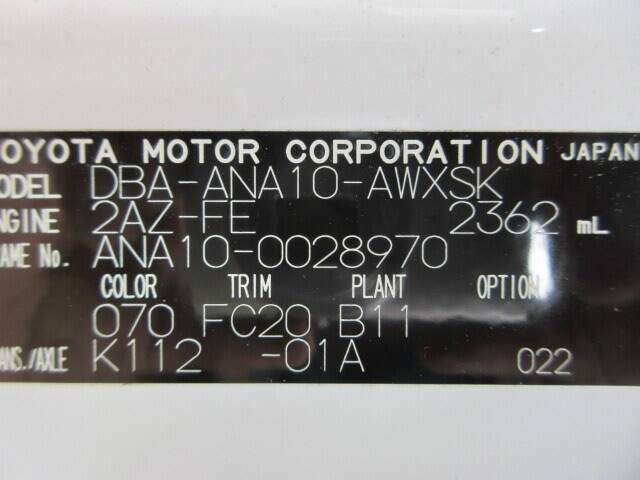 OYOTA MOTOR CORPORATION JAPAN
MODEL DBA-ANA10-AWXSK
NGINE 2AZ-FE 2362 mL
AME No. ANA10-0028970
COLOR TRIM PLANT OPTION
070 FC20 B11
ANS./AXLE K112 -01A 022